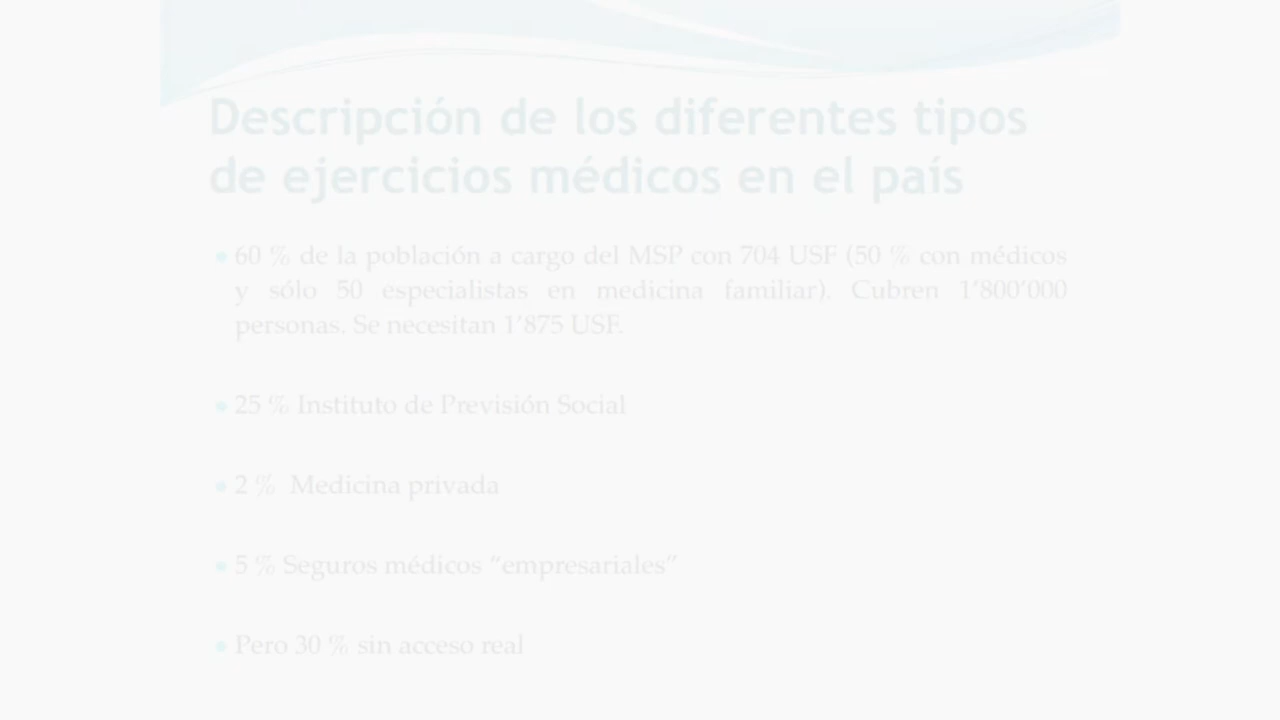 Descripción de los diferentes tipos
de ejercicios médicos en el país
• 60 % de la población a cargo del MSP con 704 USF (50 % con médicos
y sólo 50 especialistas en medicina familiar). Cubren 1’800’000
personas. Se necesitan 1’875 USF.
• 25 % Instituto de Previsión Social
• 2 % Medicina privada
• 5 % Seguros médicos “empresariales”
• Pero 30 % sin acceso real